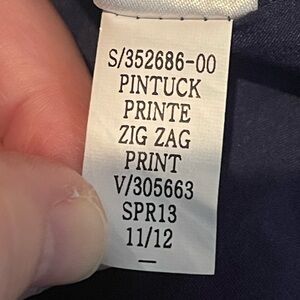 S/352686-00
PINTUCK
PRINTE
ZIG ZAG
PRINT
V/305663
SPR13
11/12